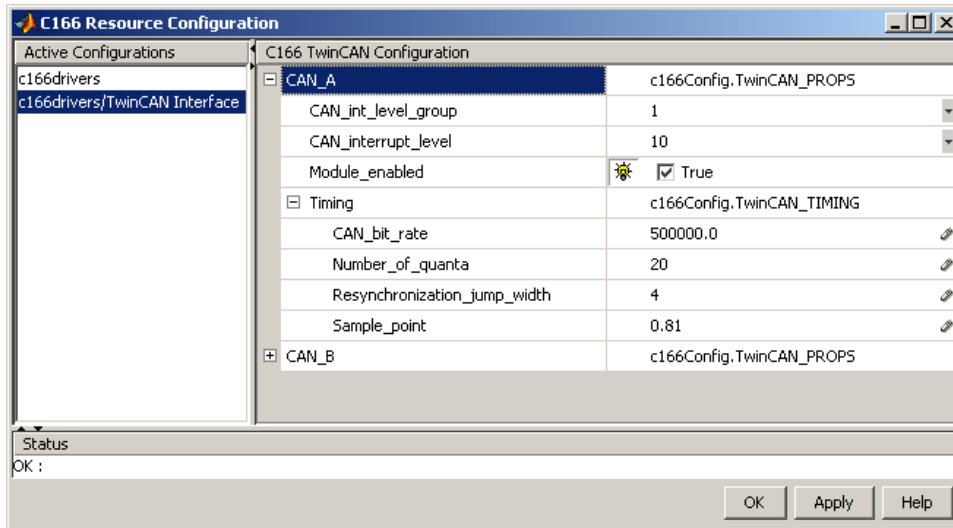 C166 Resource Configuration
Active Configurations
c166drivers
c166drivers/TwinCAN Interface
C166 TwinCAN Configuration
CAN_A c166Config.TwinCAN_PROPS
CAN_int_level_group 1
CAN_interrupt_level 10
Module_enabled True
Timing c166Config.TwinCAN_TIMING
CAN_bit_rate 500000.0
Number_of_quanta 20
Resynchronization_jump_width 4
Sample_point 0.81
CAN_B c166Config.TwinCAN_PROPS
Status
OK :
OK Apply Help